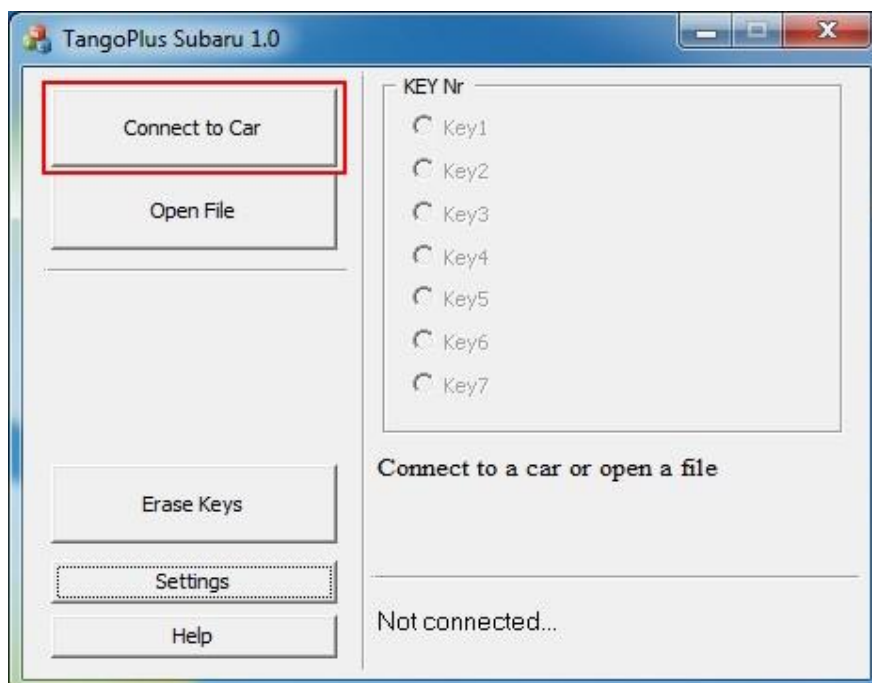 TangoPlus Subaru 1.0
Connect to Car
Open File
Erase Keys
Settings
Help
KEY Nr
Key1
Key2
Key3
Key4
Key5
Key6
Key7
Connect to a car or open a file
Not connected...